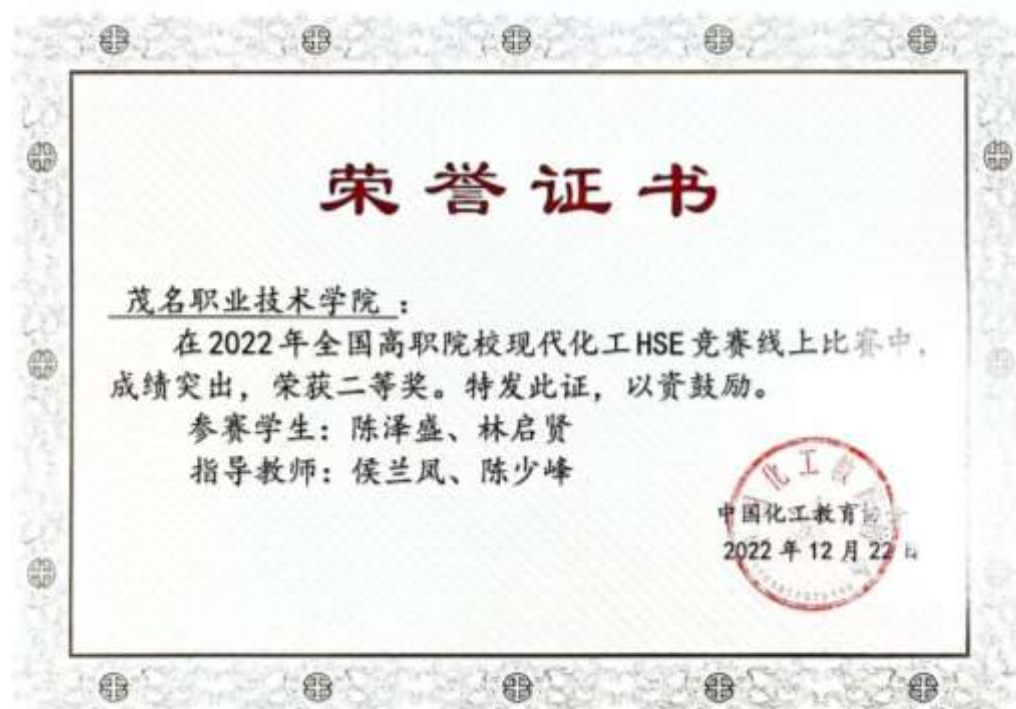 荣誉证书
茂名职业技术学院：
在2022年全国高职院校现代化工HSE竞赛线上比赛中，
成绩突出，荣获二等奖。特发此证，以资鼓励。
参赛学生：陈泽盛、林启贤
指导教师：侯兰凤、陈少峰
中国化工教育协
2022年12月22日